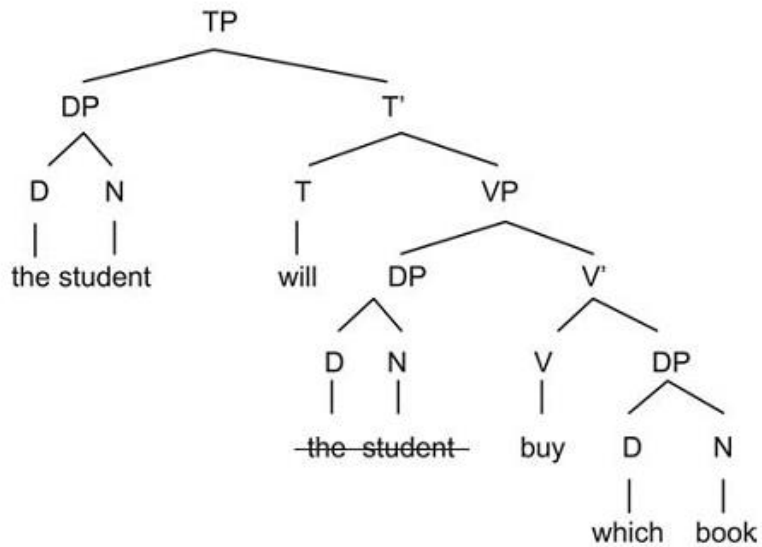 TP
DP T’
D N T VP
the student will DP V’
D N V DP
the student buy D N
which book